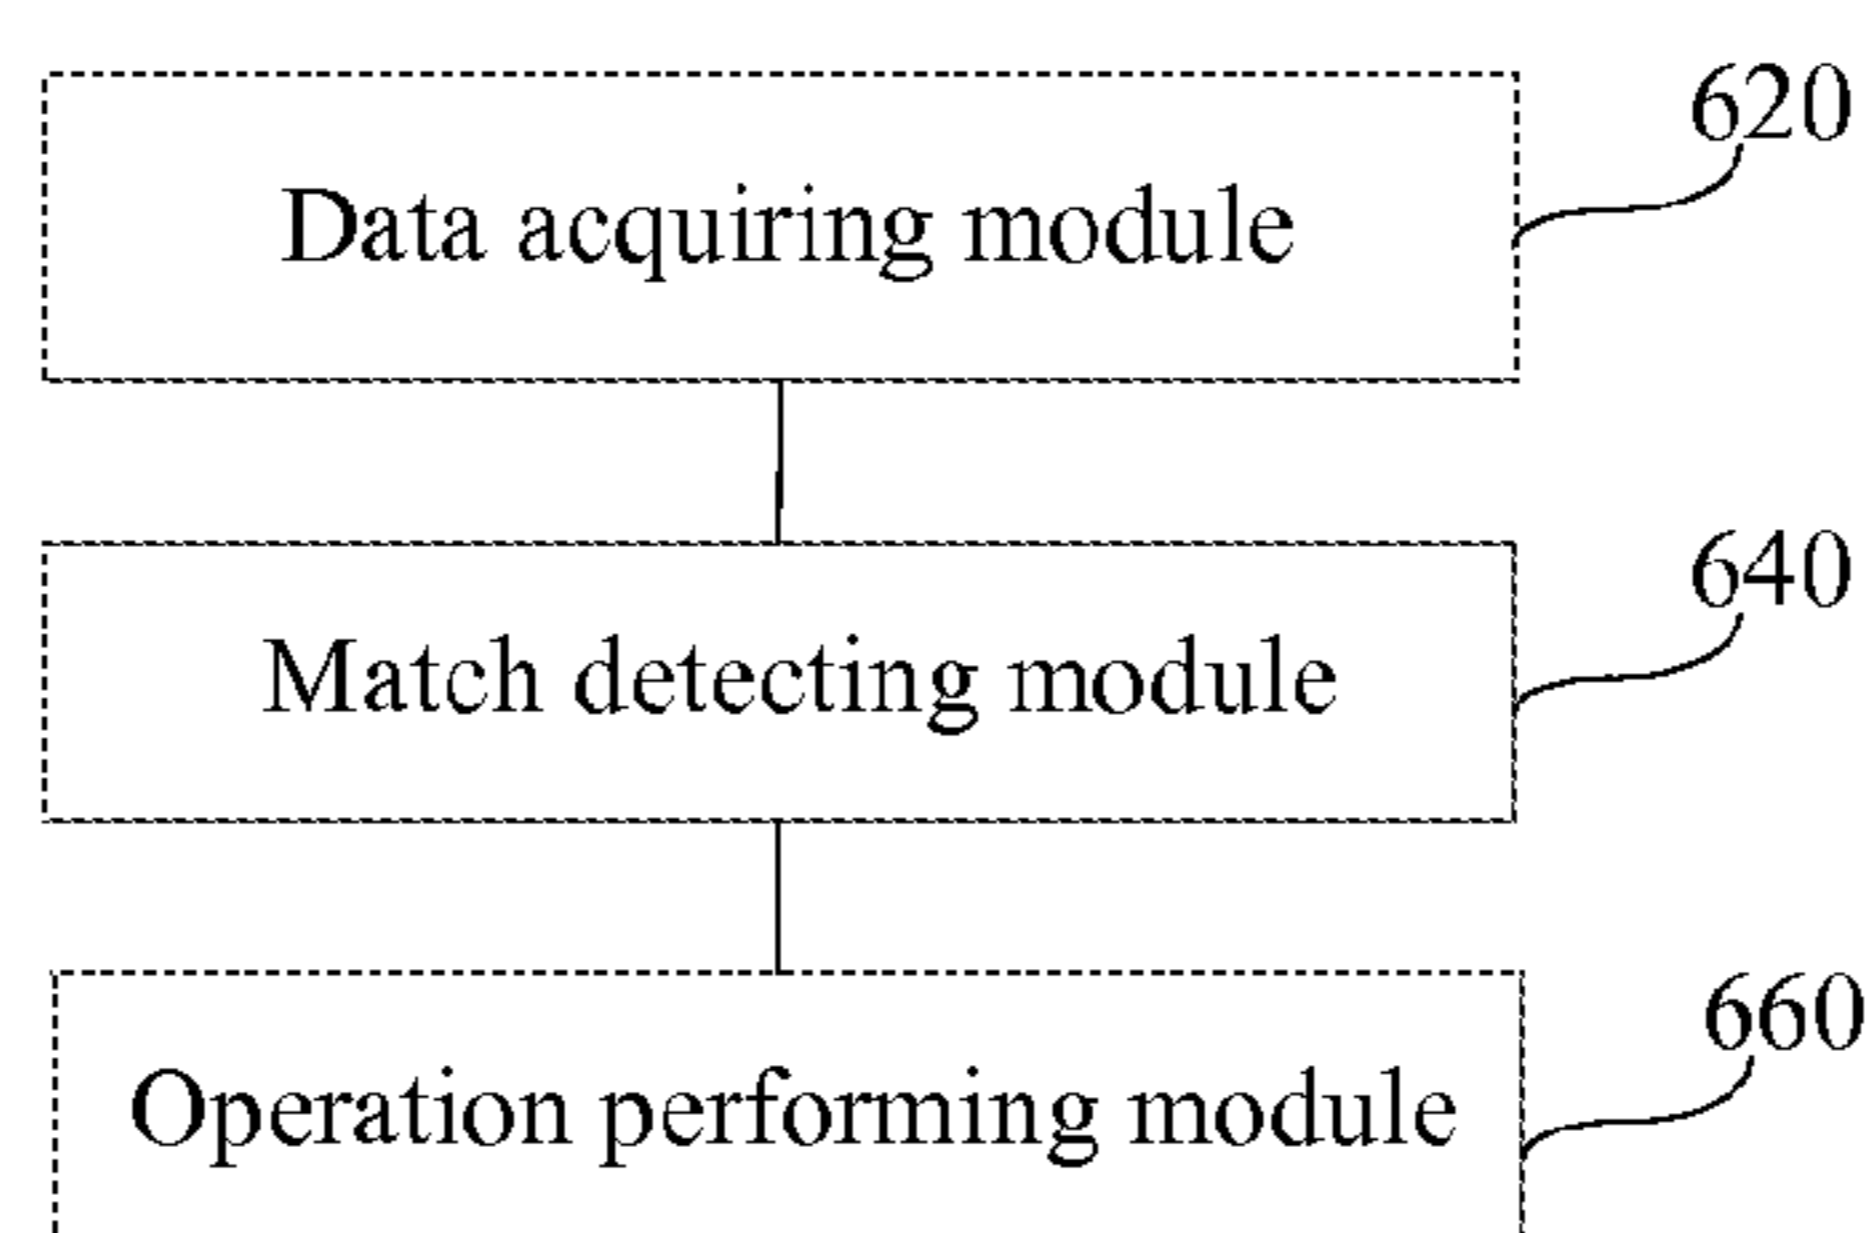 620
Data acquiring module
640
Match detecting module
660
Operation performing module